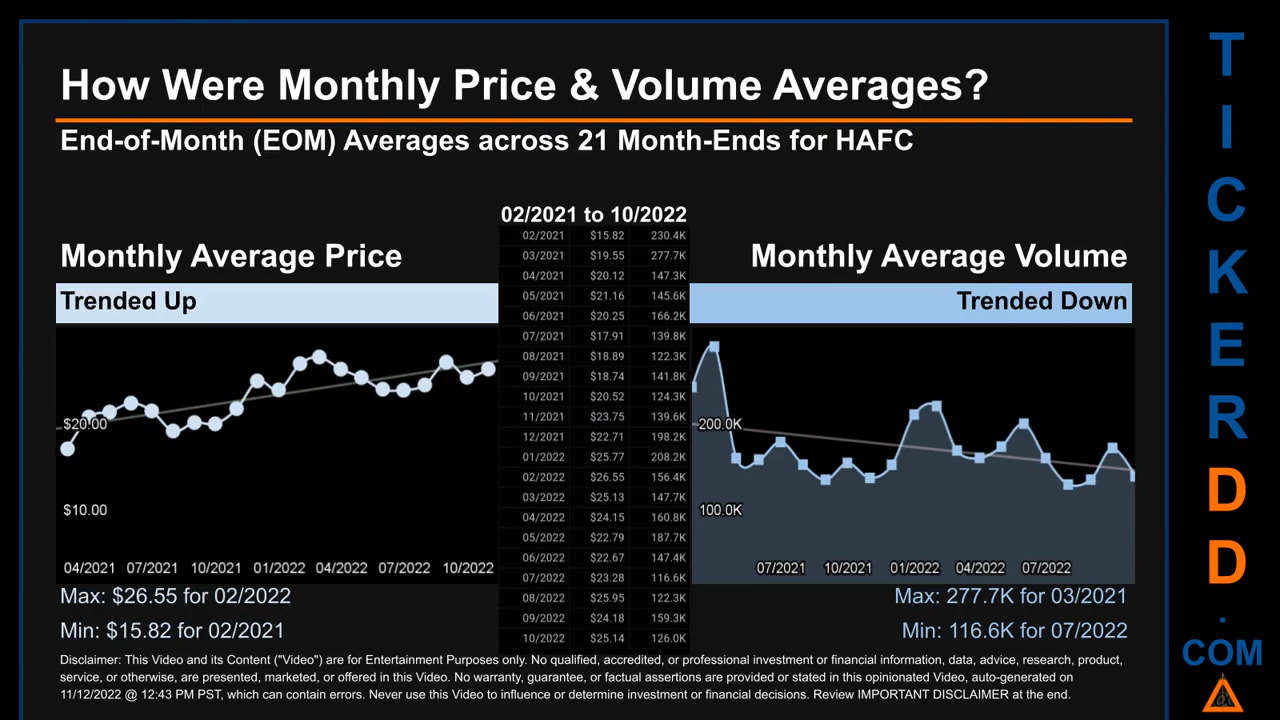 How Were Monthly Price & Volume Averages?
End-of-Month (EOM) Averages across 21 Month-Ends for HAFC
02/2021 to 10/2022
Monthly Average Price
Trended Up
$20.00
$10.00
04/2021 07/2021 10/2021 01/2022 04/2022 07/2022 10/2022
Max: $26.55 for 02/2022
Min: $15.82 for 02/2021
02/2021 $15.82 230.4K
03/2021 $19.55 277.7K
04/2021 $20.12 147.3K
05/2021 $21.16 145.6K
06/2021 $20.25 166.2K
07/2021 $17.91 139.8K
08/2021 $18.89 122.3K
09/2021 $18.74 141.8K
10/2021 $20.52 124.3K
11/2021 $23.75 139.6K
12/2021 $22.71 198.2K
01/2022 $25.77 208.2K
02/2022 $26.55 156.4K
03/2022 $25.13 147.7K
04/2022 $24.15 160.8K
05/2022 $22.79 187.7K
06/2022 $22.67 147.4K
07/2022 $23.28 116.6K
08/2022 $25.95 122.3K
09/2022 $24.18 159.3K
10/2022 $25.14 126.0K
Monthly Average Volume
Trended Down
200.0K
100.0K
07/2021 10/2021 01/2022 04/2022 07/2022
Max: 277.7K for 03/2021
Min: 116.6K for 07/2022
Disclaimer: This Video and its Content ("Video") are for Entertainment Purposes only. No qualified, accredited, or professional investment or financial information, data, advice, research, product,
service, or otherwise, are presented, marketed, or offered in this Video. No warranty, guarantee, or factual assertions are provided or stated in this opinionated Video, auto-generated on
11/12/2022 @ 12:43 PM PST, which can contain errors. Never use this Video to influence or determine investment or financial decisions. Review IMPORTANT DISCLAIMER at the end.
T
I
C
K
E
R
D
D
.
COM